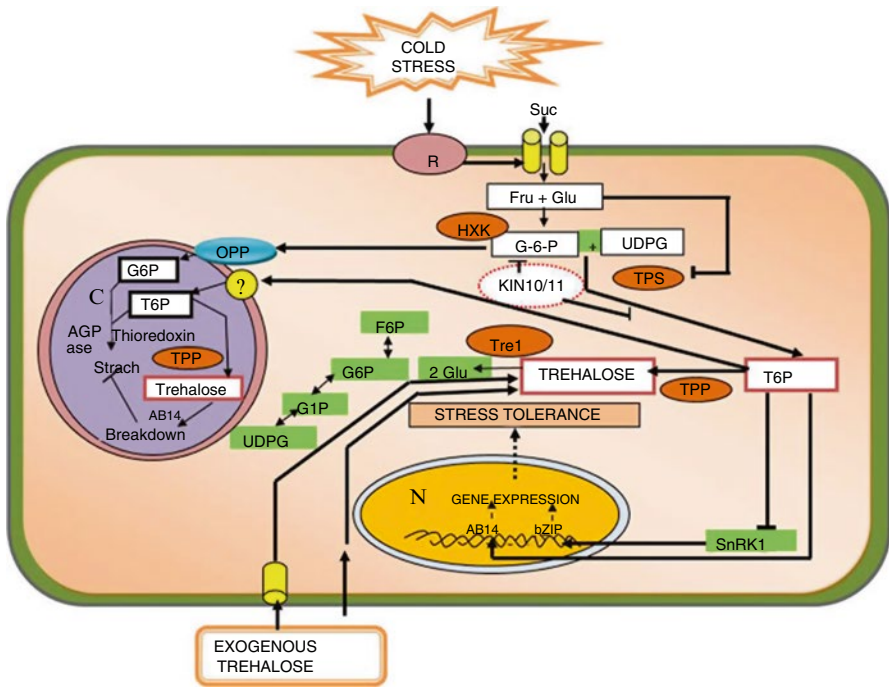 COLD
STRESS
Suc
R
Fru + Glu
HXK
G-6-P
+
UDPG
OPP
TPS
KIN10/11
G6P
?
C
T6P
AGP
ase
Thioredoxin
F6P
Tre1
TPP
Strach
G6P
2 Glu
TREHALOSE
T6P
TPP
Trehalose
G1P
STRESS TOLERANCE
AB14
Breakdown
UDPG
N
GENE EXPRESSION
AB14
bZIP
SnRK1
EXOGENOUS
TREHALOSE